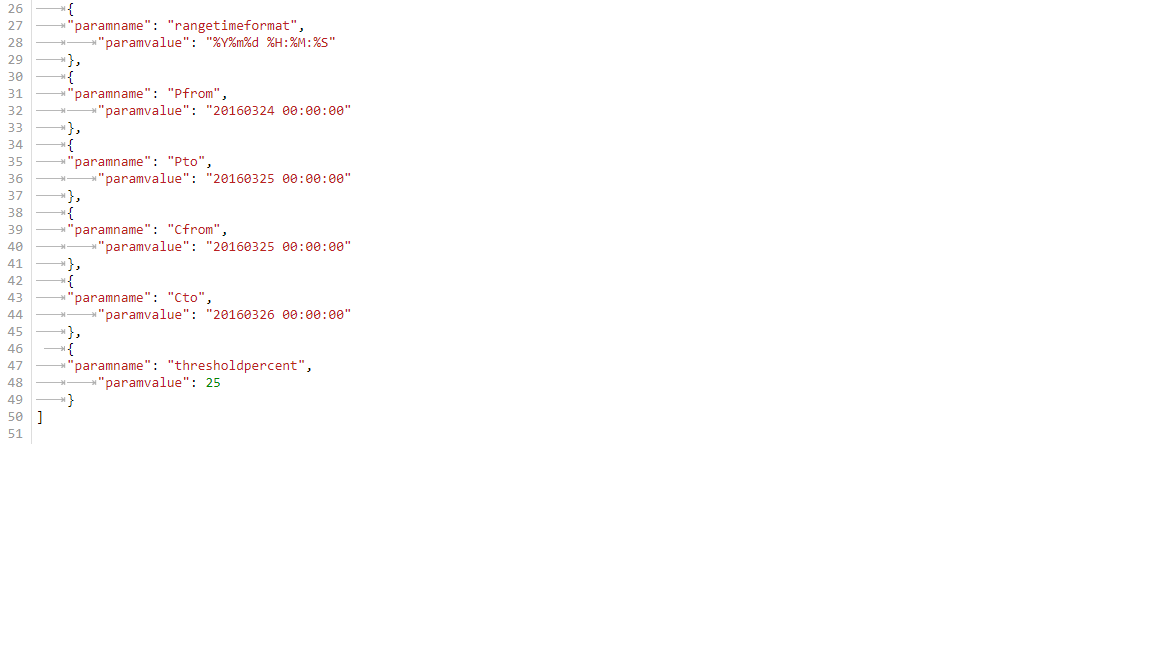 26 {
27 "paramname": "rangetimeformat",
28 "paramvalue": "%Y%m%d %H:%M:%S"
29 },
30 {
31 "paramname": "Pfrom",
32 "paramvalue": "20160324 00:00:00"
33 },
34 {
35 "paramname": "Pto",
36 "paramvalue": "20160325 00:00:00"
37 },
38 {
39 "paramname": "Cfrom",
40 "paramvalue": "20160325 00:00:00"
41 },
42 {
43 "paramname": "Cto",
44 "paramvalue": "20160326 00:00:00"
45 },
46 {
47 "paramname": "thresholdpercent",
48 "paramvalue": 25
49 }
50 ]
51